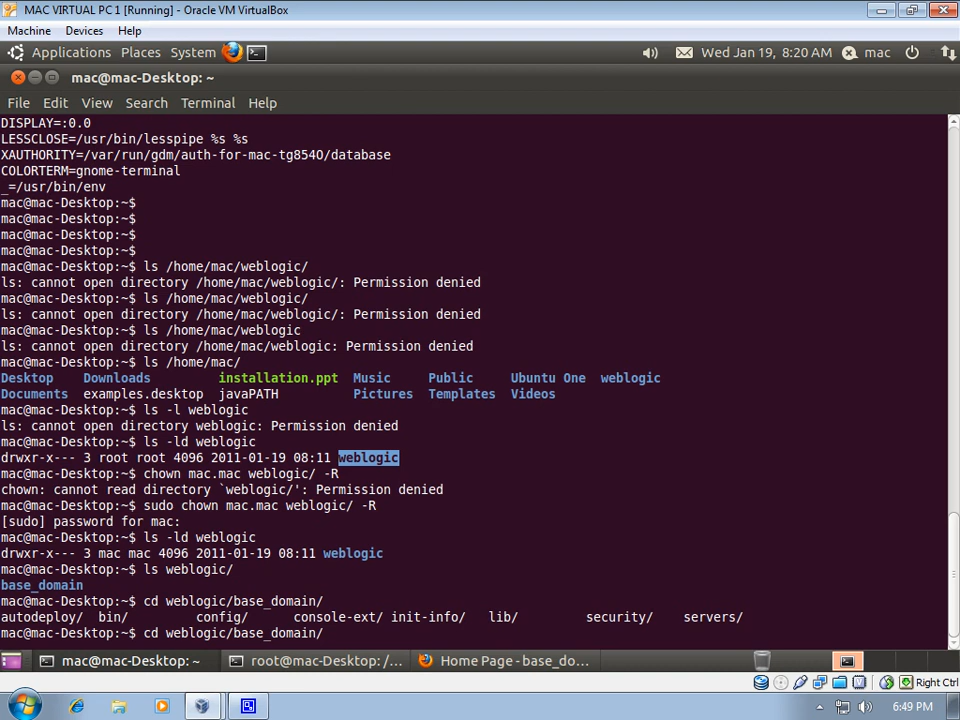 MAC VIRTUAL PC 1 [Running] - Oracle VM VirtualBox
Machine Devices Help
Applications Places System Wed Jan 19, 8:20 AM mac
mac@mac-Desktop: ~
File Edit View Search Terminal Help
DISPLAY=:0.0
LESSCLOSE=/usr/bin/lesspipe %s %s
XAUTHORITY=/var/run/gdm/auth-for-mac-tg854O/database
COLORTERM=gnome-terminal
_=/usr/bin/env
mac@mac-Desktop:~$
mac@mac-Desktop:~$
mac@mac-Desktop:~$
mac@mac-Desktop:~$
mac@mac-Desktop:~$ ls /home/mac/weblogic/
ls: cannot open directory /home/mac/weblogic/: Permission denied
mac@mac-Desktop:~$ ls /home/mac/weblogic/
ls: cannot open directory /home/mac/weblogic/: Permission denied
mac@mac-Desktop:~$ ls /home/mac/weblogic
ls: cannot open directory /home/mac/weblogic: Permission denied
mac@mac-Desktop:~$ ls /home/mac/
Desktop Downloads installation.ppt Music Public Ubuntu One weblogic
Documents examples.desktop javaPATH Pictures Templates Videos
mac@mac-Desktop:~$ ls -l weblogic
ls: cannot open directory weblogic: Permission denied
mac@mac-Desktop:~$ ls -ld weblogic
drwxr-x--- 3 root root 4096 2011-01-19 08:11 weblogic
mac@mac-Desktop:~$ chown mac.mac weblogic/ -R
chown: cannot read directory `weblogic/': Permission denied
mac@mac-Desktop:~$ sudo chown mac.mac weblogic/ -R
[sudo] password for mac:
mac@mac-Desktop:~$ ls -ld weblogic
drwxr-x--- 3 mac mac 4096 2011-01-19 08:11 weblogic
mac@mac-Desktop:~$ ls weblogic/
base_domain
mac@mac-Desktop:~$ cd weblogic/base_domain/
autodeploy/ bin/ config/ console-ext/ init-info/ lib/ security/ servers/
mac@mac-Desktop:~$ cd weblogic/base_domain/
mac@mac-Desktop: ~ root@mac-Desktop: /... Home Page - base_do...
Right Ctrl
6:49 PM